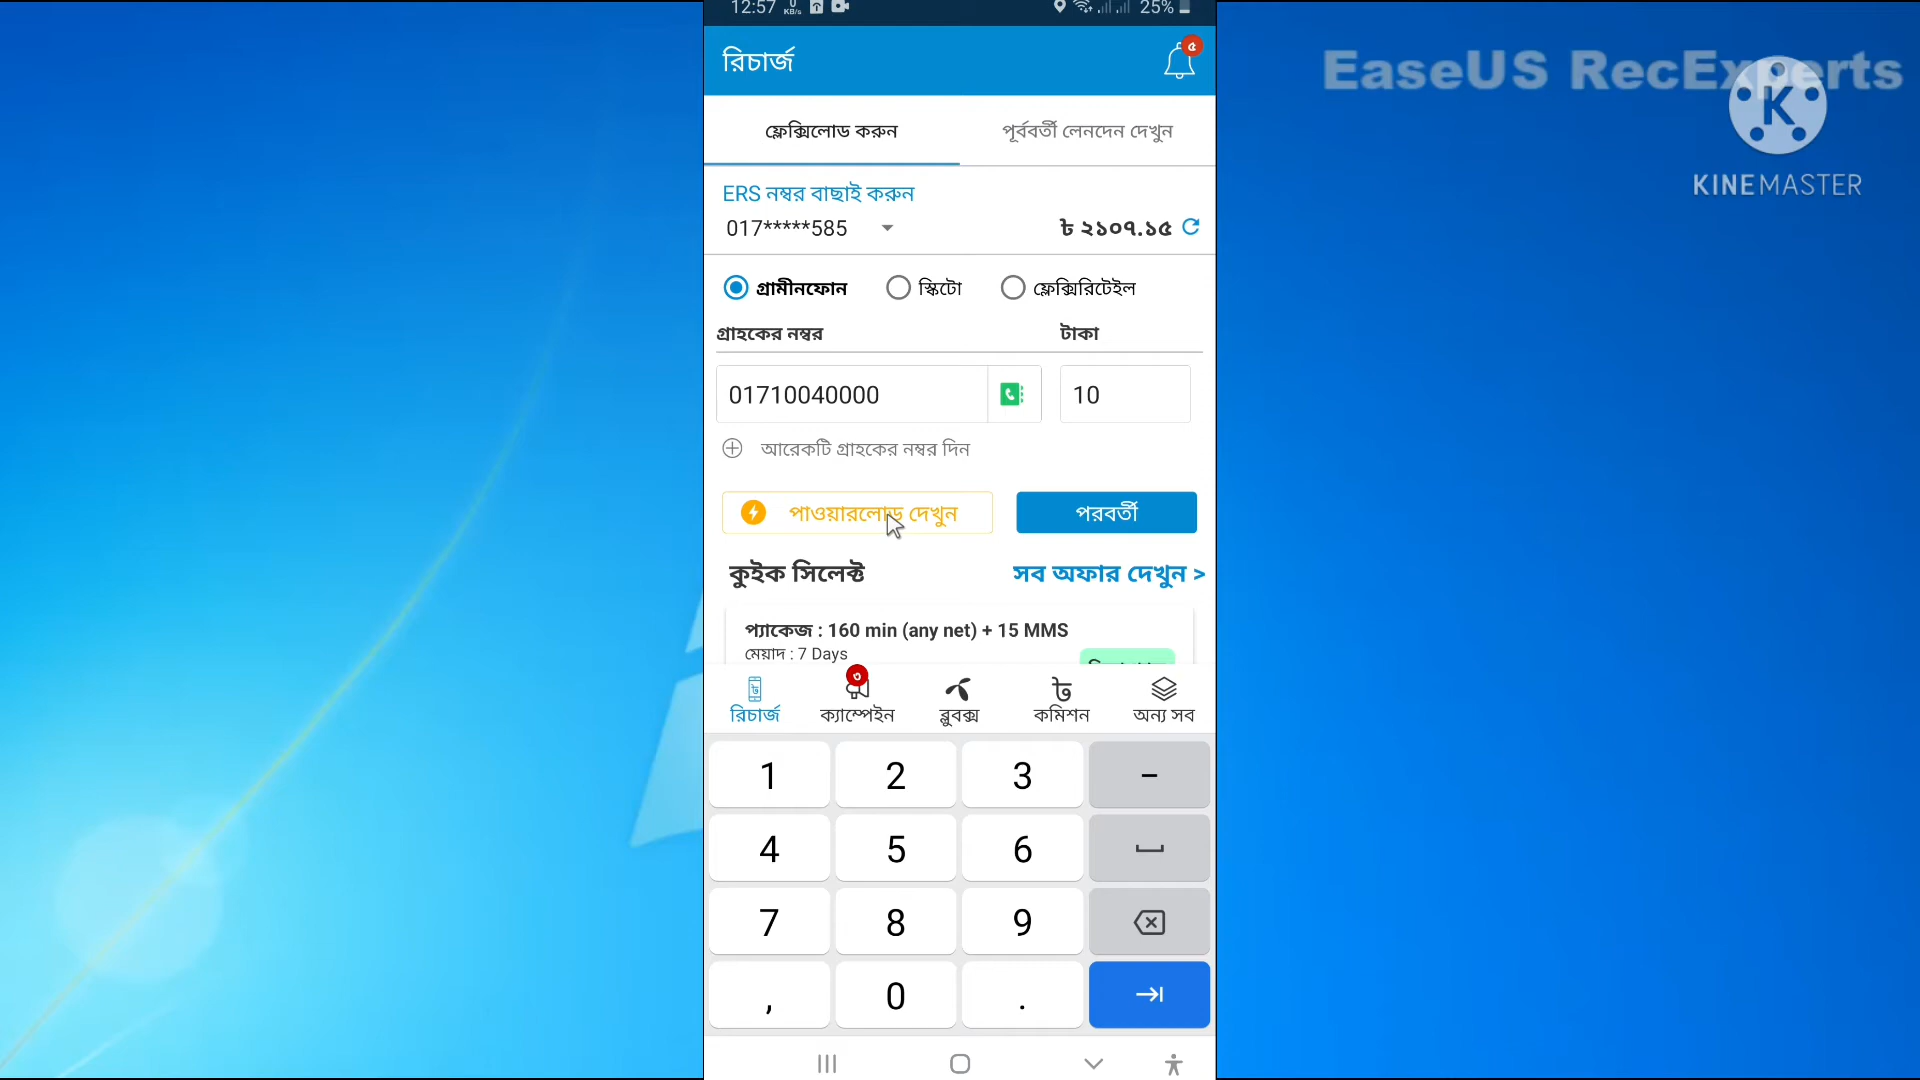 12:57 0 KB/s 25%
EaseUS RecExperts
K
KINEMASTER
রিচার্জ ৫
ফ্লেক্সিলোড করুন পূর্ববর্তী লেনদেন দেখুন
ERS নম্বর বাছাই করুন
017*****585 ৳ ২১০৭.১৫
গ্রামীনফোন স্কিটো ফ্লেক্সিরিটেইল
গ্রাহকের নম্বর টাকা
01710040000 10
আরেকটি গ্রাহকের নম্বর দিন
পাওয়ারলোড দেখুন পরবর্তী
কুইক সিলেক্ট সব অফার দেখুন >
প্যাকেজ : 160 min (any net) + 15 MMS
মেয়াদ : 7 Days
৩
রিচার্জ ক্যাম্পেইন ব্লুবক্স কমিশন অন্য সব
1 2 3 -
4 5 6
7 8 9
, 0 .